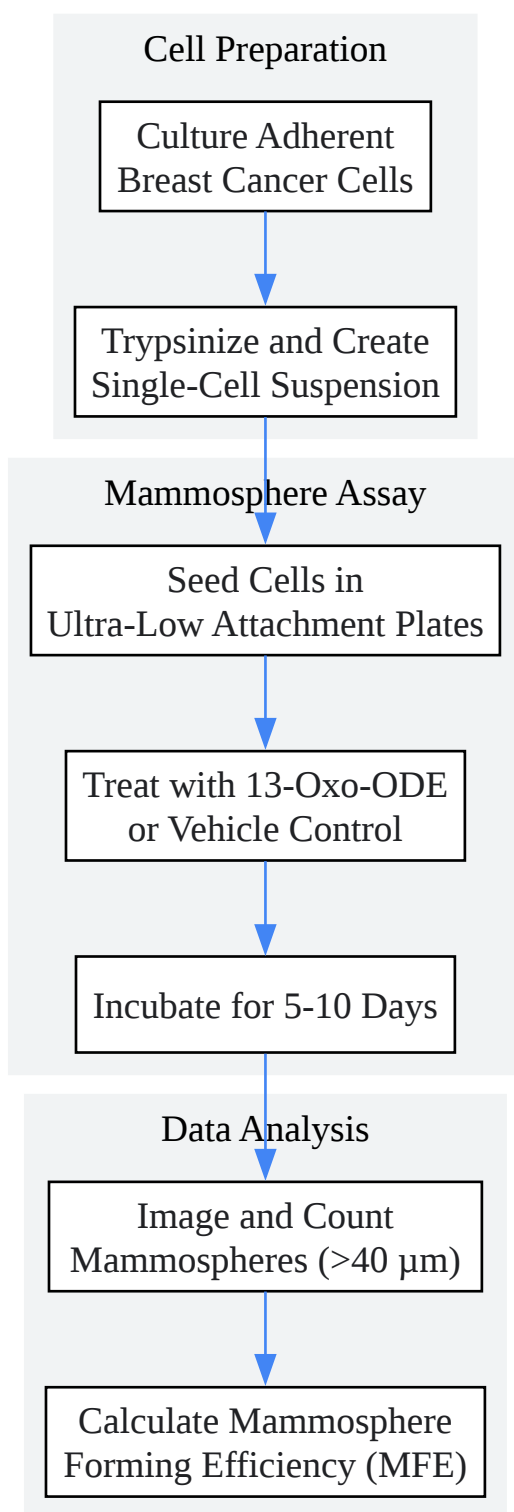 Cell Preparation
Culture Adherent
Breast Cancer Cells
Trypsinize and Create
Single-Cell Suspension
Mammosphere Assay
Seed Cells in
Ultra-Low Attachment Plates
Treat with 13-Oxo-ODE
or Vehicle Control
Incubate for 5-10 Days
Data Analysis
Image and Count
Mammospheres (>40 µm)
Calculate Mammosphere
Forming Efficiency (MFE)